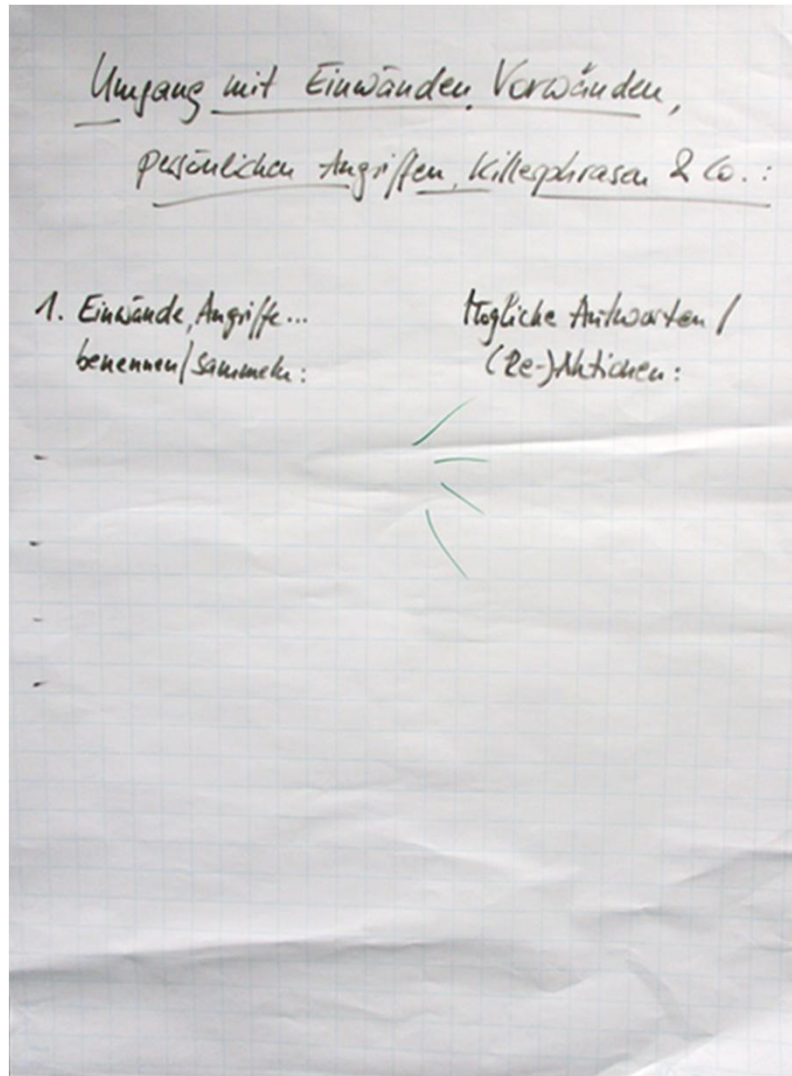 Umgang mit Einwänden, Vorwänden,
persönlichen Angriffen, Killerphrasen & Co.:
1. Einwände, Angriffe... Mögliche Antworten /
benennen/sammeln: (Re-)Aktionen:
-
-
-
-